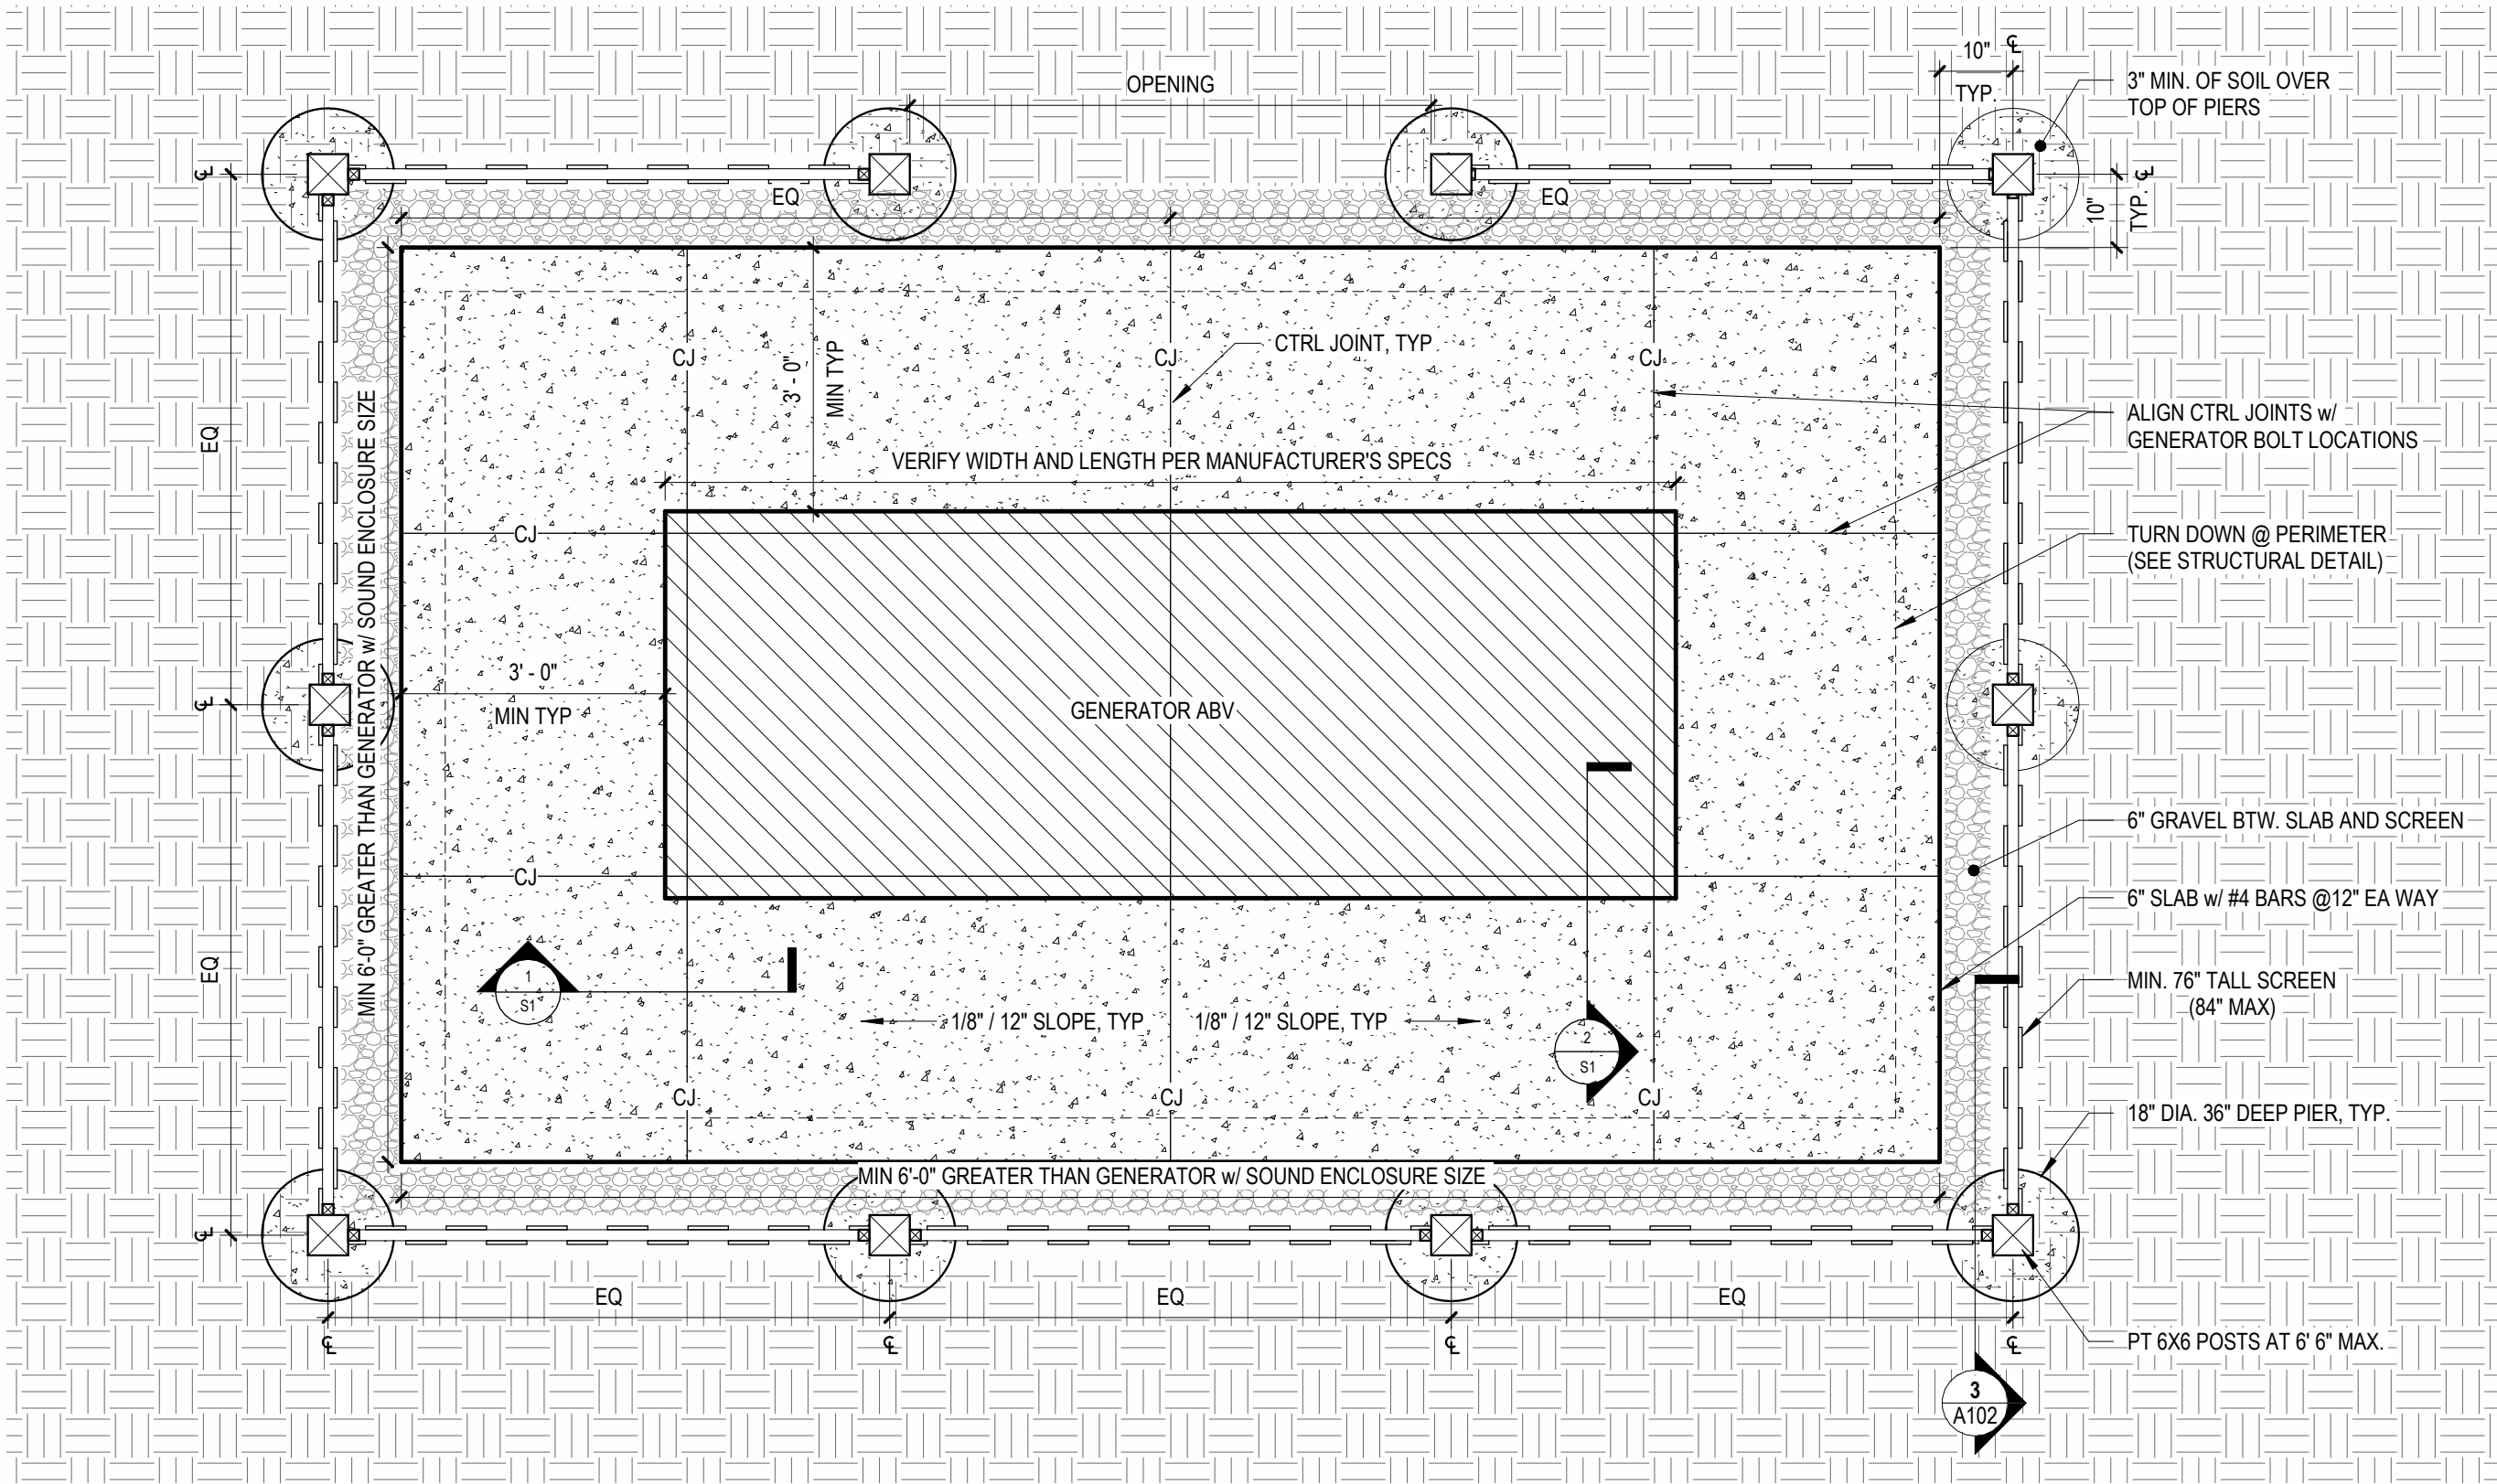 10"
℄
TYP.
3" MIN. OF SOIL OVER
TOP OF PIERS
OPENING
℄
EQ
EQ
10"
TYP.
℄
CJ
CJ
CJ
CTRL JOINT, TYP
3' - 0"
MIN TYP
ALIGN CTRL JOINTS w/
GENERATOR BOLT LOCATIONS
EQ
VERIFY WIDTH AND LENGTH PER MANUFACTURER'S SPECS
CJ
TURN DOWN @ PERIMETER
(SEE STRUCTURAL DETAIL)
MIN 6'-0" GREATER THAN GENERATOR w/ SOUND ENCLOSURE SIZE
3' - 0"
MIN TYP
℄
GENERATOR ABV
6" GRAVEL BTW. SLAB AND SCREEN
CJ
6" SLAB w/ #4 BARS @12" EA WAY
EQ
1
S1
MIN. 76" TALL SCREEN
(84" MAX)
1/8" / 12" SLOPE, TYP
1/8" / 12" SLOPE, TYP
2
S1
CJ
CJ
CJ
18" DIA. 36" DEEP PIER, TYP.
MIN 6'-0" GREATER THAN GENERATOR w/ SOUND ENCLOSURE SIZE
℄
EQ
EQ
EQ
℄
℄
℄
℄
PT 6X6 POSTS AT 6' 6" MAX.
3
A102